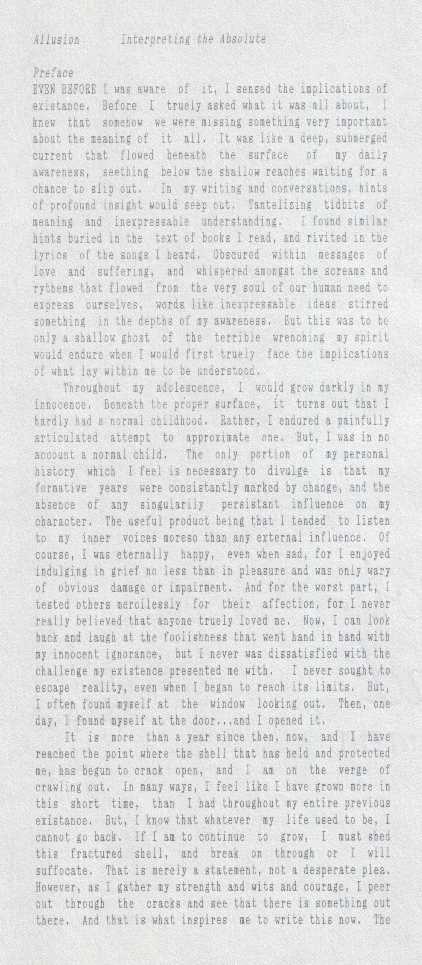 Allusion Interpreting the Absolute
Preface
EVEN BEFORE I was aware of it, I sensed the implications of
existance. Before I truely asked what it was all about, I
knew that somehow we were missing something very important
about the meaning of it all. It was like a deep, submerged
current that flowed beneath the surface of my daily
awareness, seething below the shallow reaches waiting for a
chance to slip out. In my writing and conversations, hints
of profound insight would seep out. Tantelizing tidbits of
meaning and inexpressable understanding. I found similar
hints buried in the text of books I read, and rivited in the
lyrics of the songs I heard. Obscured within messages of
love and suffering, and whispered amongst the screams and
rythems that flowed from the very soul of our human need to
express ourselves, words like inexpressable ideas stirred
something in the depths of my awareness. But this was to be
only a shallow ghost of the terrible wrenching my spirit
would endure when I would first truely face the implications
of what lay within me to be understood.
Throughout my adolescence, I would grow darkly in my
innocence. Beneath the proper surface, it turns out that I
hardly had a normal childhood. Rather, I endured a painfully
articulated attempt to approximate one. But, I was in no
account a normal child. The only portion of my personal
history which I feel is necessary to divulge is that my
formative years were consistantly marked by change, and the
absence of any singularily persistant influence on my
character. The useful product being that I tended to listen
to my inner voices moreso than any external influence. Of
course, I was eternally happy, even when sad, for I enjoyed
indulging in grief no less than in pleasure and was only wary
of obvious damage or impairment. And for the worst part, I
tested others mercilessly for their affection, for I never
really believed that anyone truely loved me. Now, I can look
back and laugh at the foolishness that went hand in hand with
my innocent ignorance, but I never was dissatisfied with the
challenge my existence presented me with. I never sought to
escape reality, even when I began to reach its limits. But,
I often found myself at the window looking out. Then, one
day, I found myself at the door...and I opened it.
It is more than a year since then, now, and I have
reached the point where the shell that has held and protected
me, has begun to crack open, and I am on the verge of
crawling out. In many ways, I feel like I have grown more in
this short time, than I had throughout my entire previous
existance. But, I know that whatever my life used to be, I
cannot go back. If I am to continue to grow, I must shed
this fractured shell, and break on through or I will
suffocate. That is merely a statement, not a desperate plea.
However, as I gather my strength and wits and courage, I peer
out through the cracks and see that there is something out
there. And that is what inspires me to write this now. The